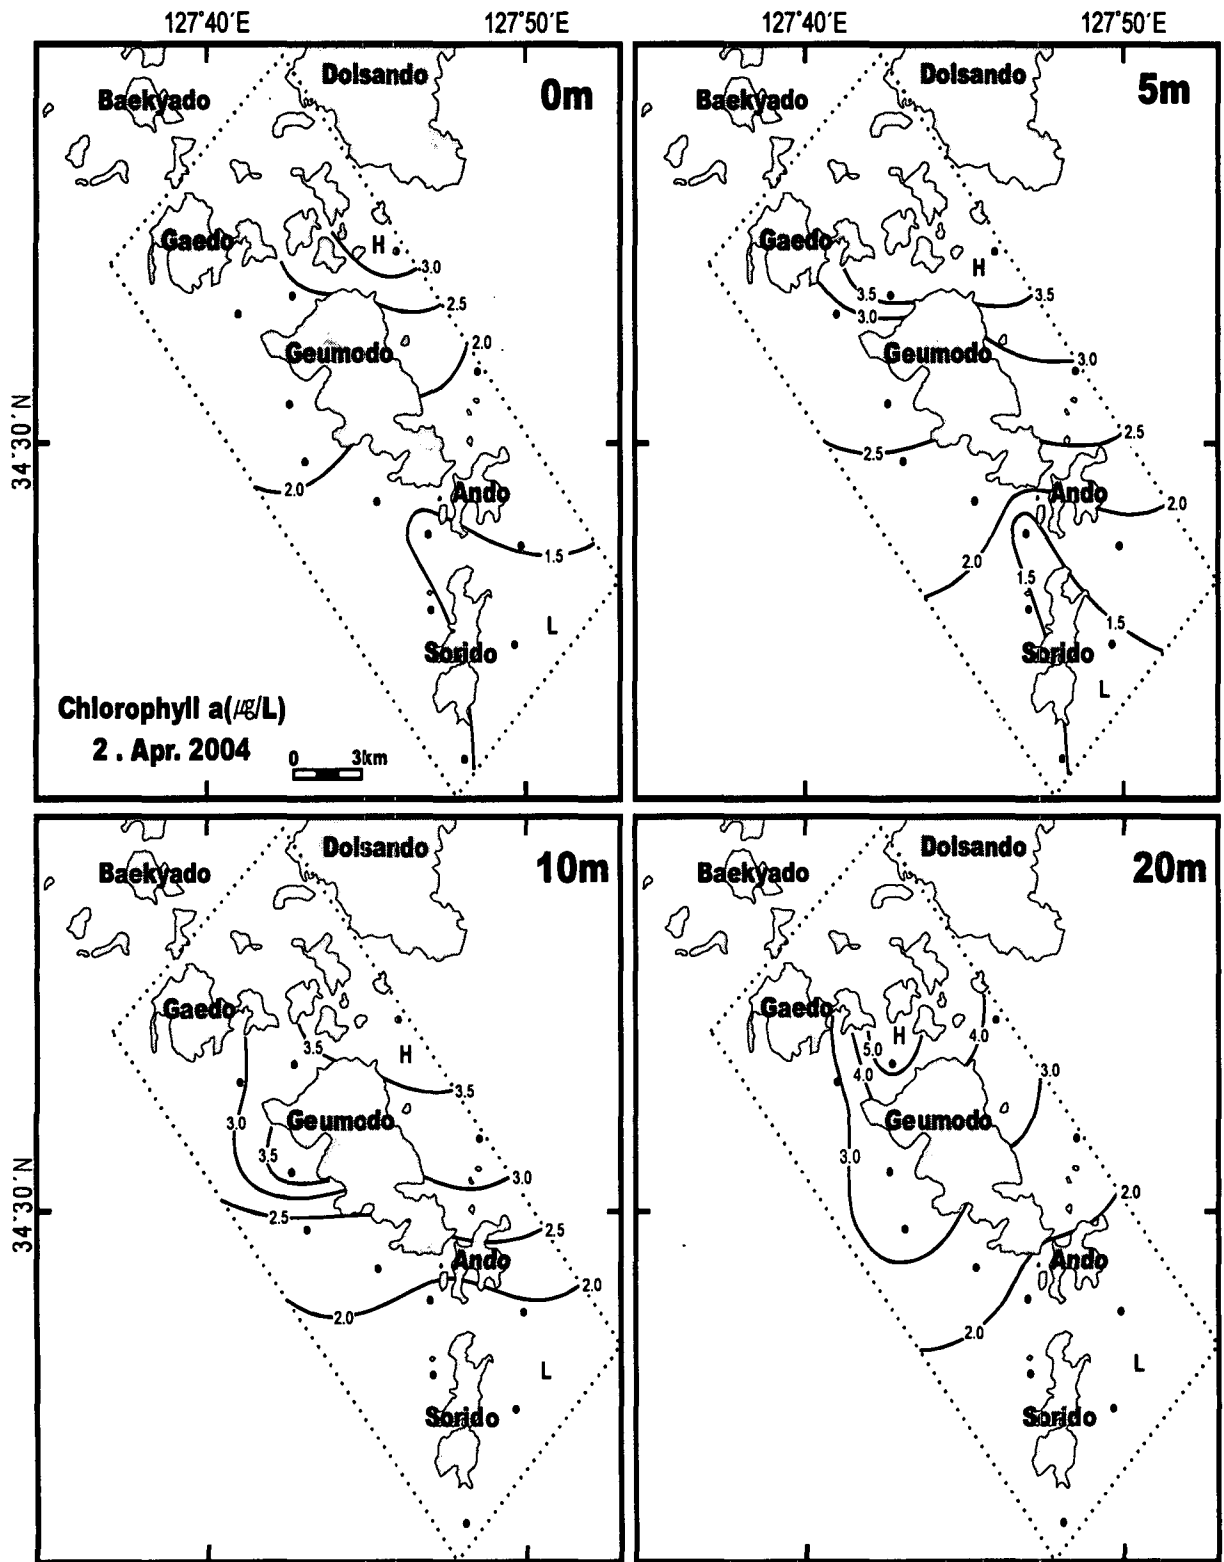 127°40′E 127°50′E 127°40′E 127°50′E
Dolsando
Baekyado
0m
Gaedo
H
3.0
2.5
2.0
Geumodo
34°30′N
2.0
Ando
1.5
L
Sorido
Chlorophyll a(㎍/L)
2 . Apr. 2004
0 3km
Dolsando
Baekyado
5m
Gaedo
H
3.5
3.5
3.0
Geumodo
3.0
2.5
2.5
Ando
2.0
2.0
1.5
1.5
Sorido
L
Dolsando
Baekyado
10m
Gaedo
3.5
H
3.5
3.0
Geumodo
3.5
3.0
34°30′N
2.5
2.5
Ando
2.0
2.0
L
Sorido
Dolsando
Baekyado
20m
Gaedo
H
4.0
5.0
4.0
3.0
Geumodo
3.0
2.0
Ando
2.0
L
Sorido